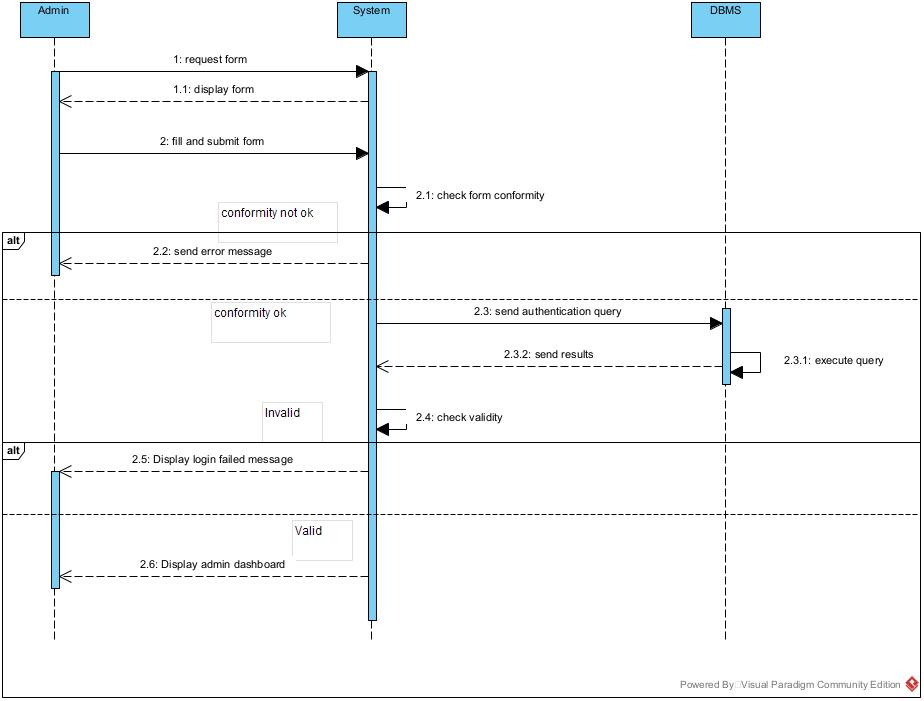 Admin
System
DBMS
1: request form
1.1: display form
2: fill and submit form
2.1: check form conformity
conformity not ok
alt
2.2: send error message
conformity ok
2.3: send authentication query
2.3.2: send results
2.3.1: execute query
Invalid
2.4: check validity
alt
2.5: Display login failed message
Valid
2.6: Display admin dashboard
Powered By Visual Paradigm Community Edition